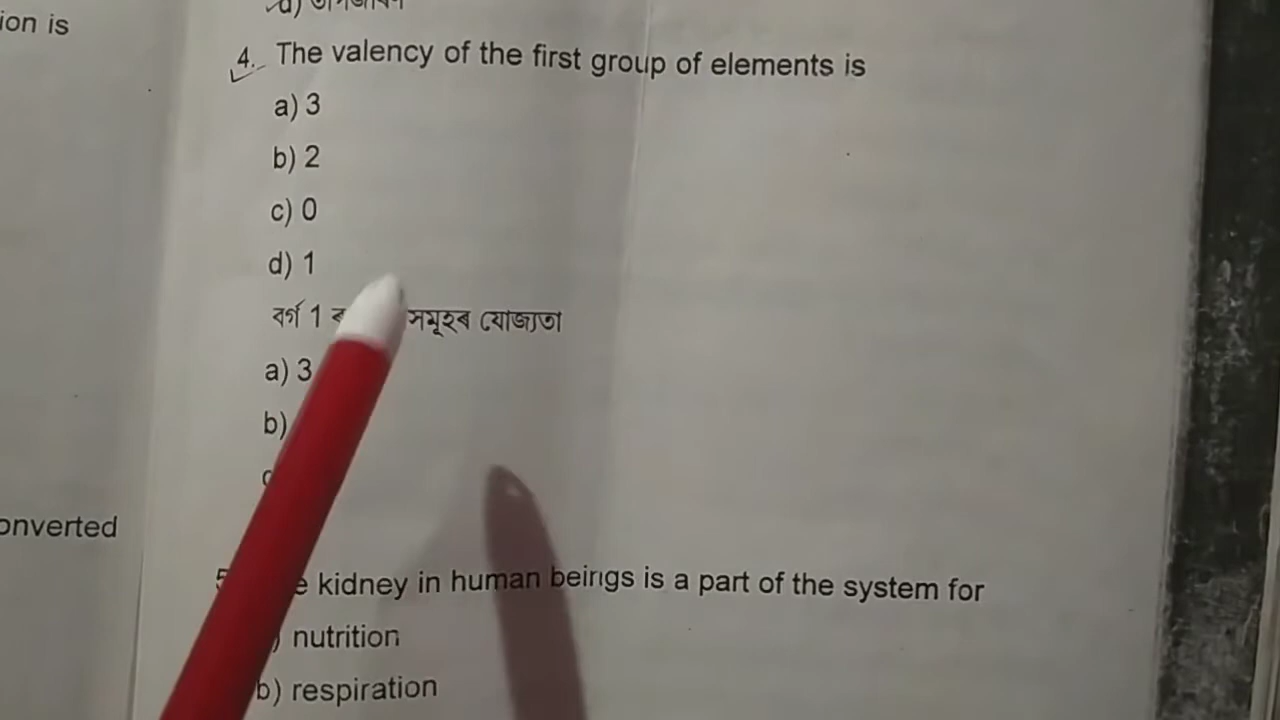 ion is
4. The valency of the first group of elements is
a) 3
b) 2
c) 0
d) 1
বৰ্গ 1 ৰ সমূহৰ যোজ্যতা
a) 3
b)
onverted
kidney in human beings is a part of the system for
nutrition
b) respiration